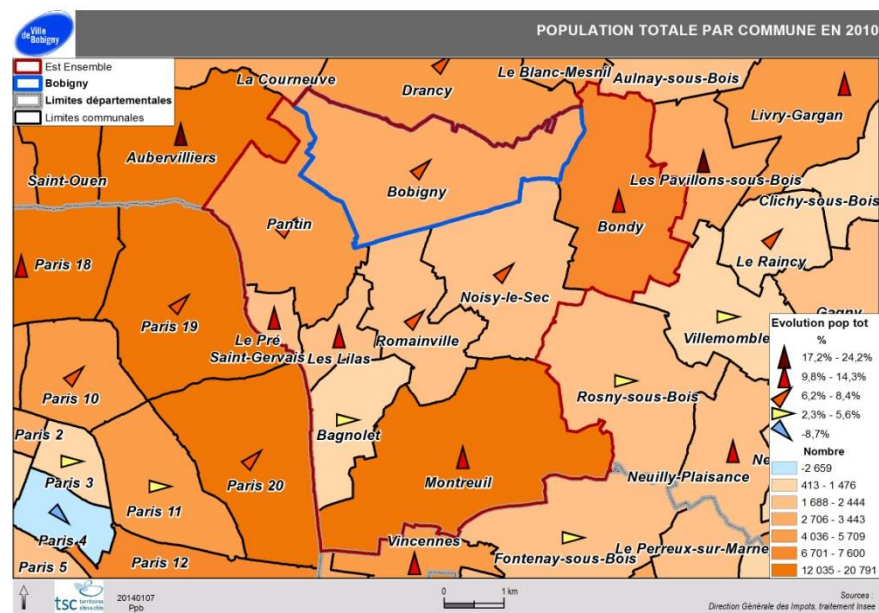 de Ville
Bobigny
POPULATION TOTALE PAR COMMUNE EN 2010
Est Ensemble
Bobigny
Limites départementales
Limites communales
La Courneuve
Drancy
Le Blanc-Mesnil
Aulnay-sous-Bois
Livry-Gargan
Aubervilliers
Saint-Ouen
Bobigny
Les Pavillons-sous-Bois
Clichy-sous-Bois
Pantin
Bondy
Le Raincy
Paris 18
Paris 19
Noisy-le-Sec
Gagny
Villemomble
Le Pré
Saint-Gervais
Les Lilas
Romainville
Rosny-sous-Bois
Paris 10
Bagnolet
Paris 2
Paris 3
Paris 11
Paris 20
Montreuil
Neuilly-Plaisance
Ne
Paris 4
Paris 5
Paris 12
Vincennes
Fontenay-sous-Bois
Le Perreux-sur-Marne
Evolution pop tot
%
17,2% - 24,2%
9,8% - 14,3%
6,2% - 8,4%
2,3% - 5,6%
-8,7%
Nombre
-2 659
413 - 1 476
1 688 - 2 444
2 706 - 3 443
4 036 - 5 709
6 701 - 7 600
12 035 - 20 791
tsc territoires
sites & cités
20140107
Ppb
0 1 km
Sources :
Direction Générale des Impots, traitement Insee